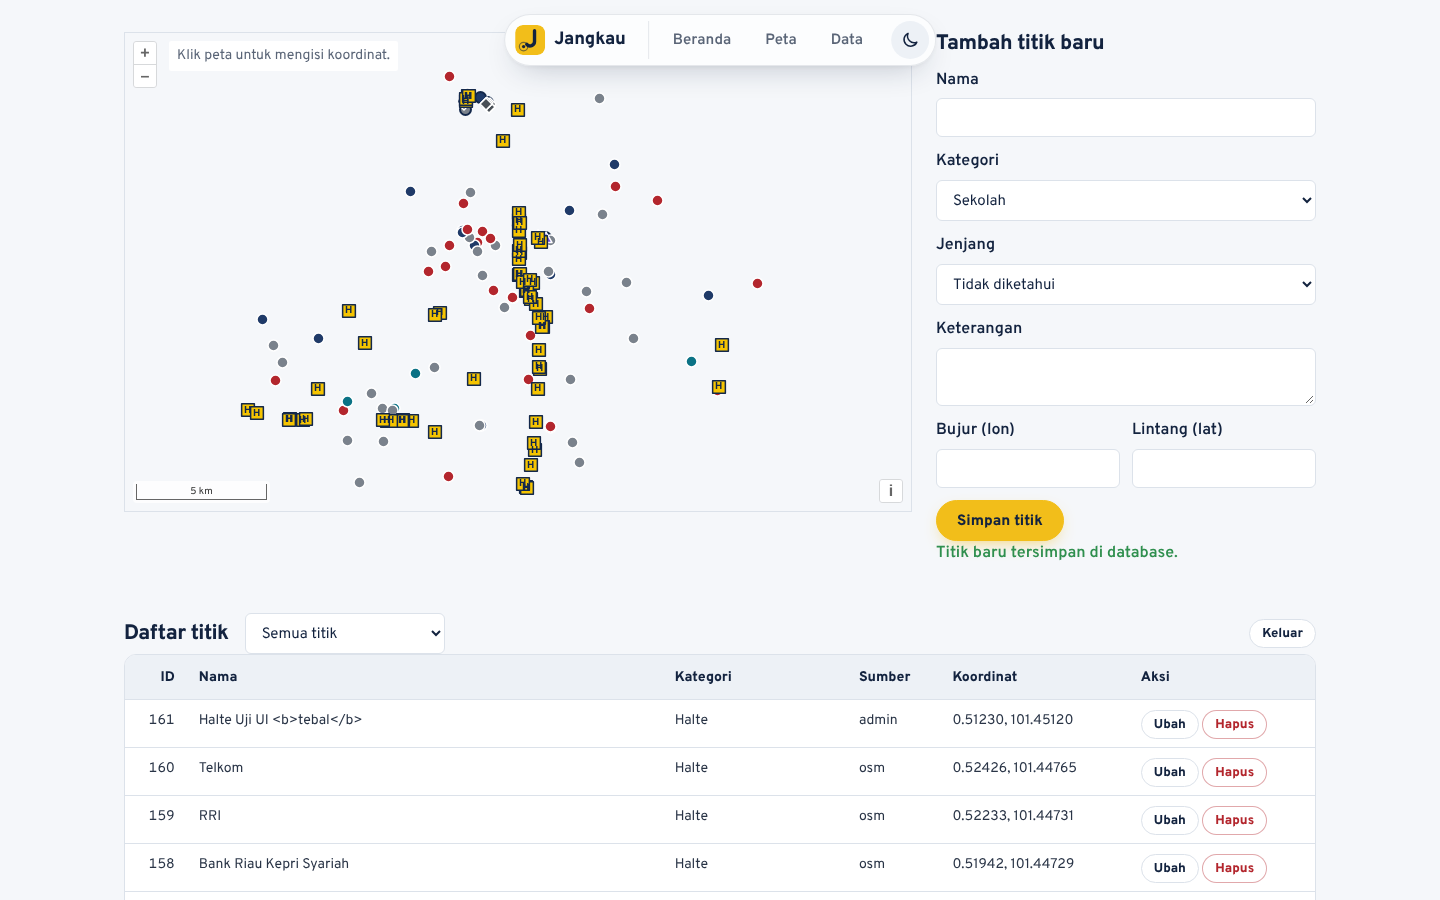 Jangkau
Beranda
Peta
Data
+
−
Klik peta untuk mengisi koordinat.
5 km
i
Tambah titik baru
Nama
Kategori
Sekolah
Jenjang
Tidak diketahui
Keterangan
Bujur (lon)
Lintang (lat)
Simpan titik
Titik baru tersimpan di database.
Daftar titik
Semua titik
Keluar
ID Nama Kategori Sumber Koordinat Aksi
161 Halte Uji UI <b>tebal</b> Halte admin 0.51230, 101.45120 Ubah Hapus
160 Telkom Halte osm 0.52426, 101.44765 Ubah Hapus
159 RRI Halte osm 0.52233, 101.44731 Ubah Hapus
158 Bank Riau Kepri Syariah Halte osm 0.51942, 101.44729 Ubah Hapus